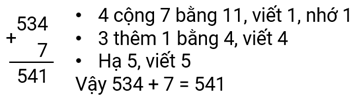 534
+
7
541
• 4 cộng 7 bằng 11, viết 1, nhớ 1
• 3 thêm 1 bằng 4, viết 4
• Hạ 5, viết 5
Vậy 534 + 7 = 541